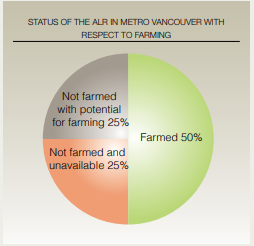 STATUS OF THE ALR IN METRO VANCOUVER WITH
RESPECT TO FARMING
Not farmed
with potential
for farming 25%
Farmed 50%
Not farmed and
unavailable 25%